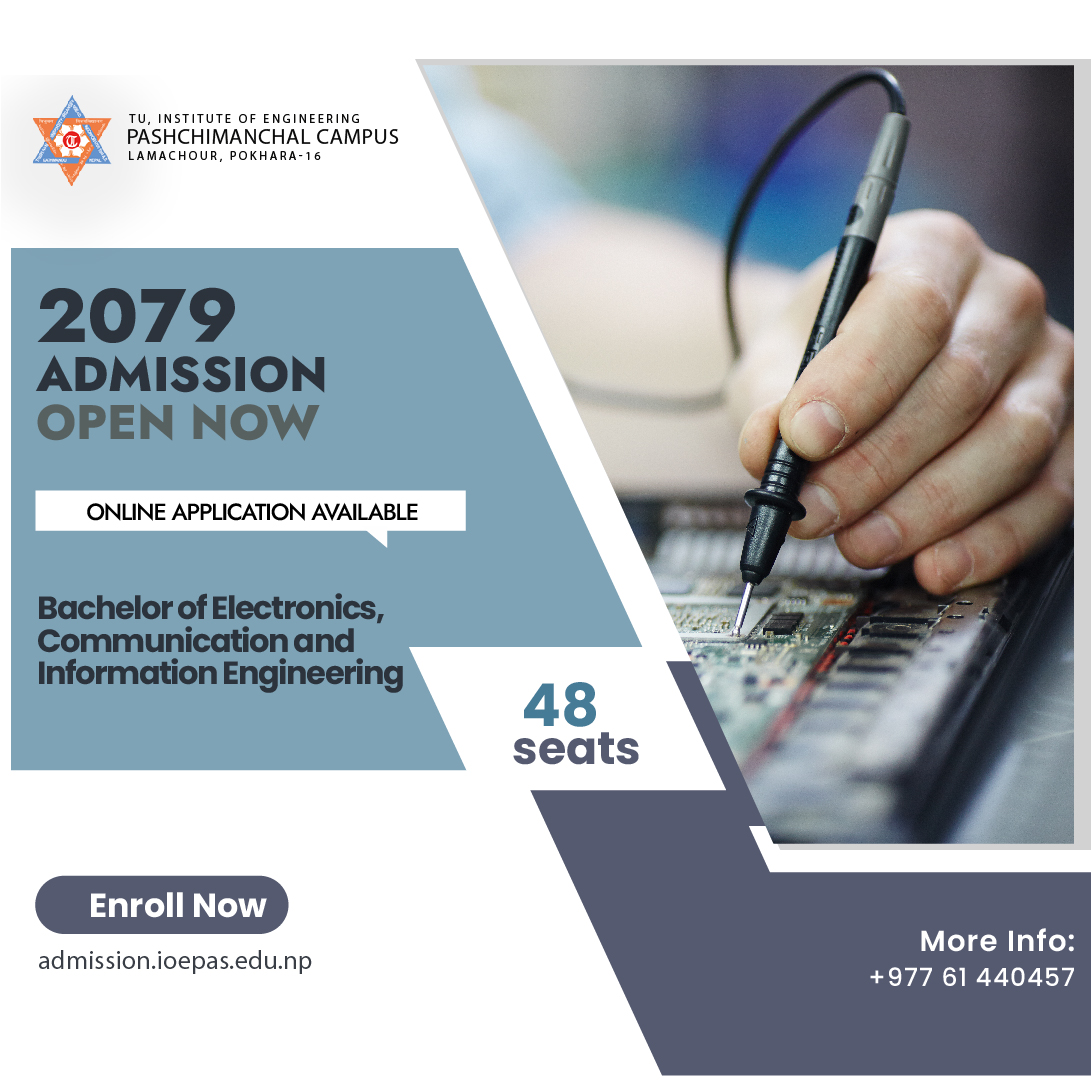 TU, INSTITUTE OF ENGINEERING
PASHCHIMANCHAL CAMPUS
LAMACHOUR, POKHARA-16
2079
ADMISSION
OPEN NOW
ONLINE APPLICATION AVAILABLE
Bachelor of Electronics,
Communication and
Information Engineering
48
seats
Enroll Now
admission.ioepas.edu.np
More Info:
+977 61 440457